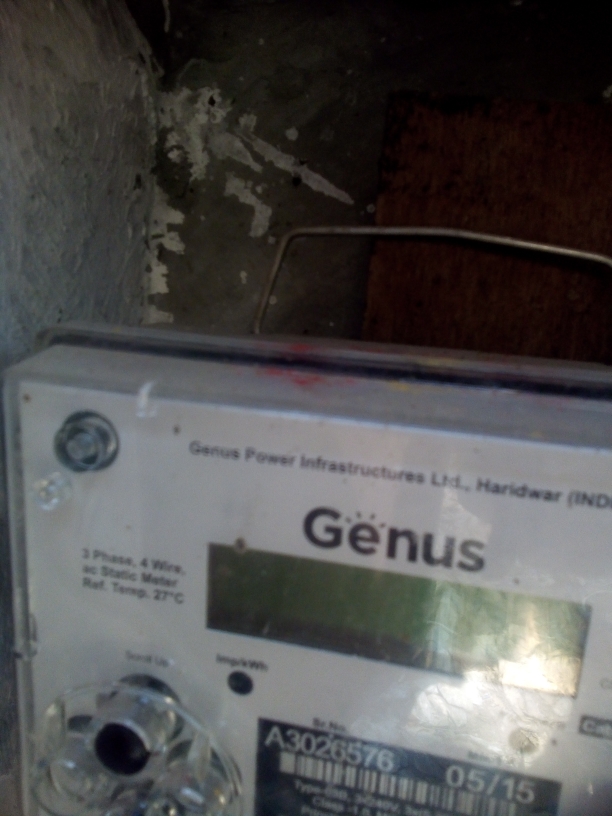 Genus Power Infrastructures Ltd., Haridwar (INDI
Genus
3 Phase, 4 Wire,
ac Static Meter
Ref. Temp. 27°C
Scroll Up
Imp/kWh
Sr.No.
A3026576 05/15